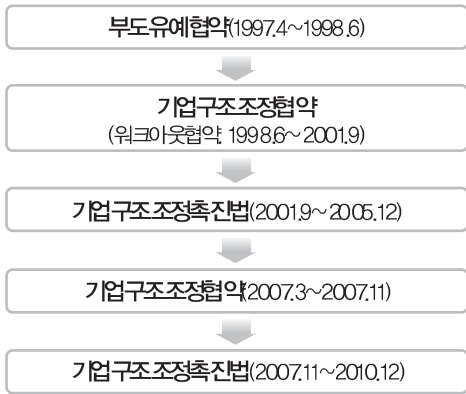 부도유예협약(1997.4~1998.6)
기업구조조정협약
(워크아웃협약: 1998.6~2001.9)
기업구조조정촉진법(2001.9~2005.12)
기업구조조정협약(2007.3~2007.11)
기업구조조정촉진법(2007.11~2010.12)